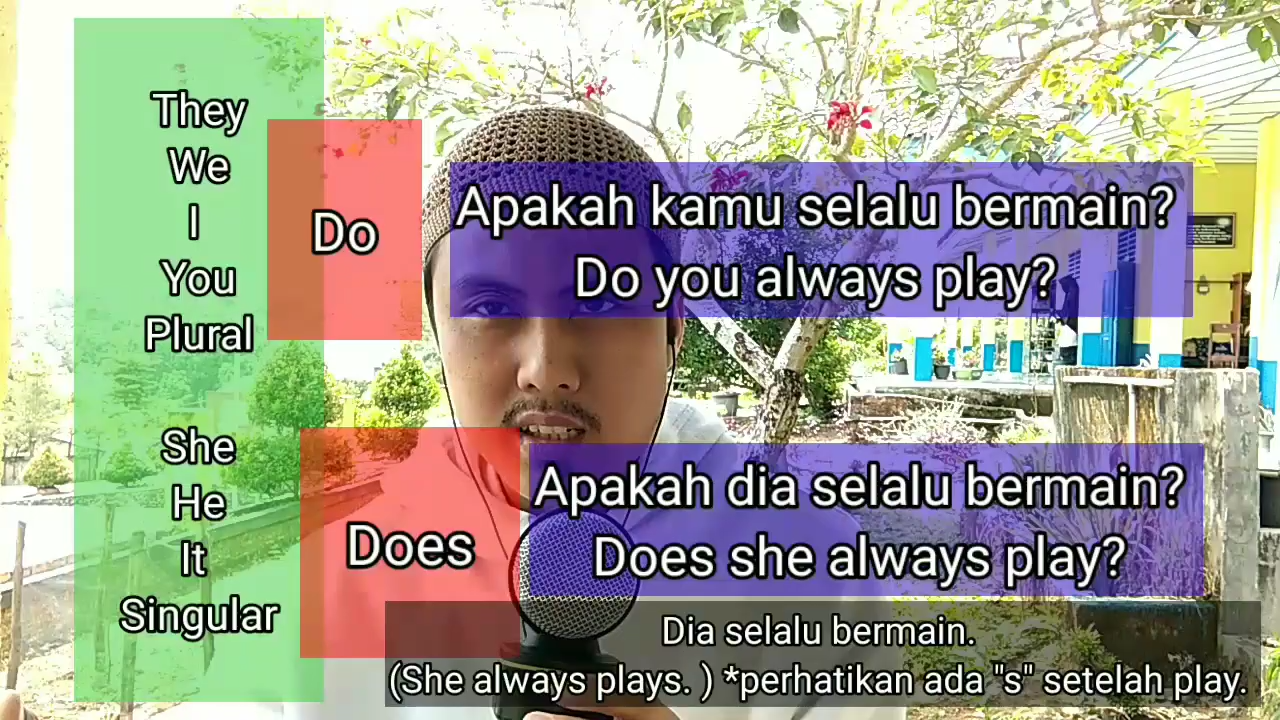 They
We
I
You
Plural
Do
Apakah kamu selalu bermain?
Do you always play?
She
He
It
Singular
Does
Apakah dia selalu bermain?
Does she always play?
Dia selalu bermain.
(She always plays. ) *perhatikan ada "s" setelah play.